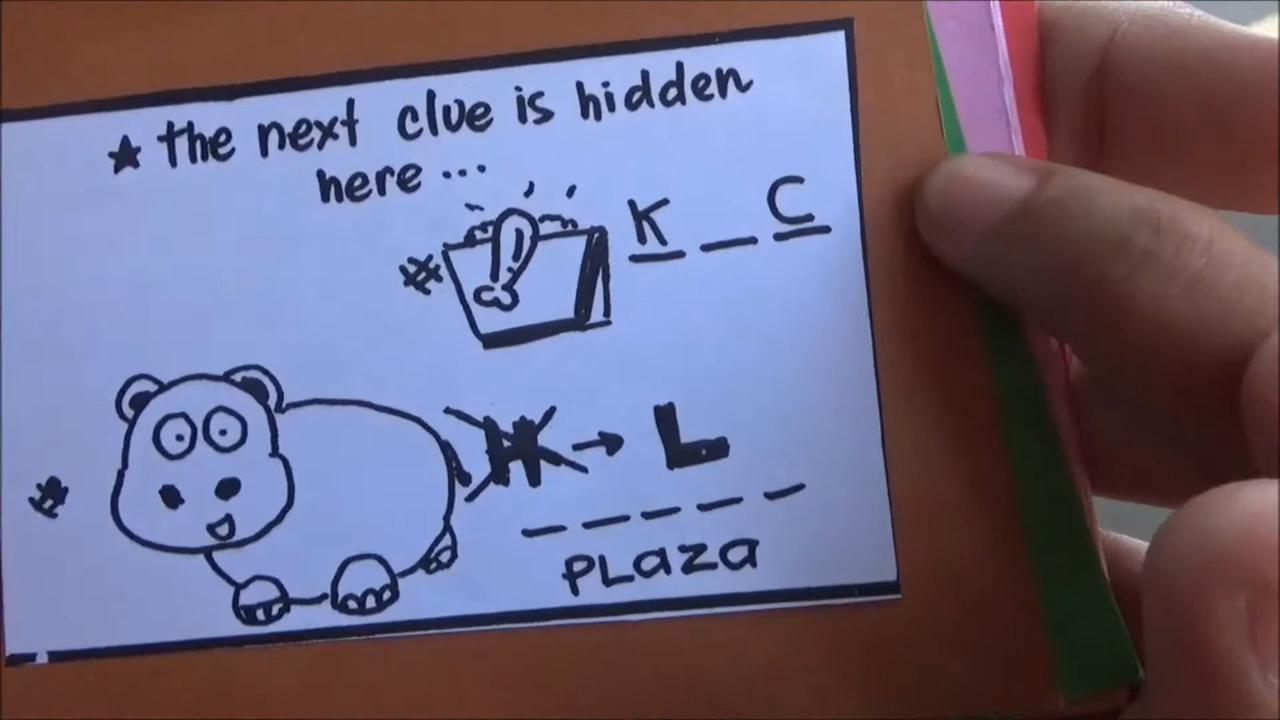 ★ the next clue is hidden
here ...
# K _ C
# H → L
_ _ _ _ _
PLaza